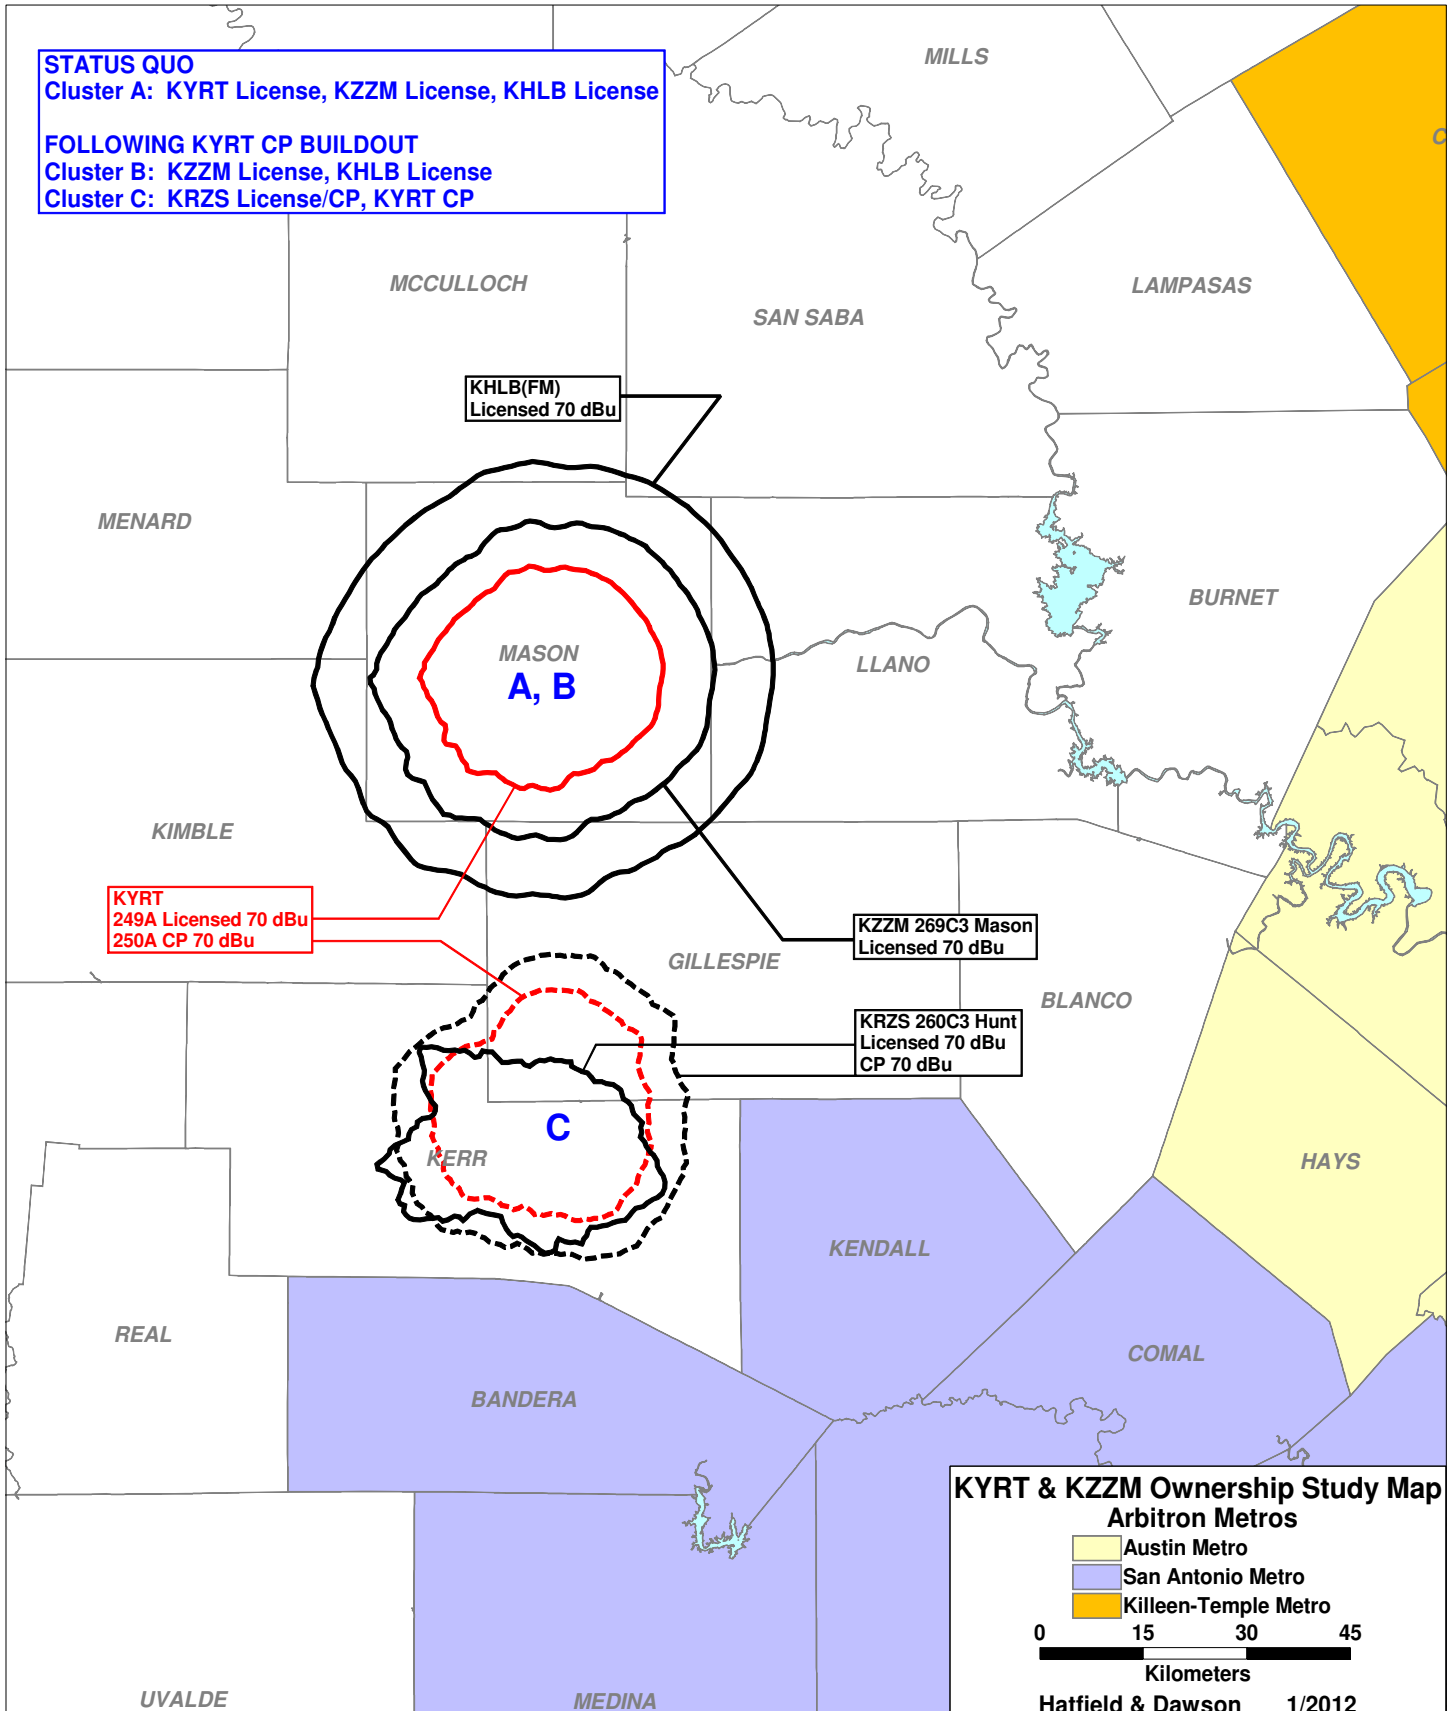 STATUS QUO
Cluster A: KYRT License, KZZM License, KHLB License
FOLLOWING KYRT CP BUILDOUT
Cluster B: KZZM License, KHLB License
Cluster C: KRZS License/CP, KYRT CP
MILLS
C
MCCULLOCH
SAN SABA
LAMPASAS
KHLB(FM)
Licensed 70 dBu
MENARD
BURNET
MASON
A, B
LLANO
KIMBLE
KYRT
249A Licensed 70 dBu
250A CP 70 dBu
KZZM 269C3 Mason
Licensed 70 dBu
GILLESPIE
BLANCO
KRZS 260C3 Hunt
Licensed 70 dBu
CP 70 dBu
C
KERR
HAYS
KENDALL
REAL
COMAL
BANDERA
KYRT & KZZM Ownership Study Map
Arbitron Metros
Austin Metro
San Antonio Metro
Killeen-Temple Metro
0 15 30 45
Kilometers
Hatfield & Dawson 1/2012
UVALDE
MEDINA